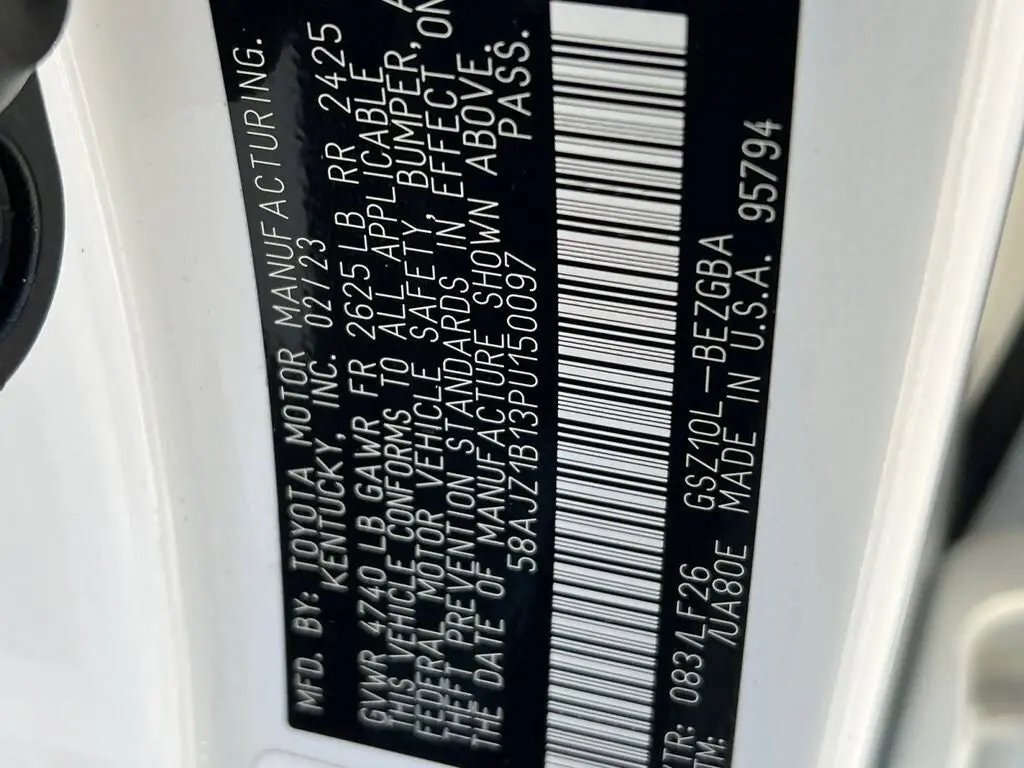 MFD. BY: TOYOTA MOTOR MANUFACTURING.
KENTUCKY, INC. 02/23
GVWR 4740 LB GAWR FR 2625 LB RR 2425
THIS VEHICLE CONFORMS TO ALL APPLICABLE
FEDERAL MOTOR VEHICLE SAFETY, BUMPER, A
THEFT PREVENTION STANDARDS IN EFFECT ON
THE DATE OF MANUFACTURE SHOWN ABOVE.
58AJZ1B13PU150097 PASS.
/TR: 083/LF26 GSZ10L-BEZGBA
TM: /UA80E MADE IN U.S.A. 95794